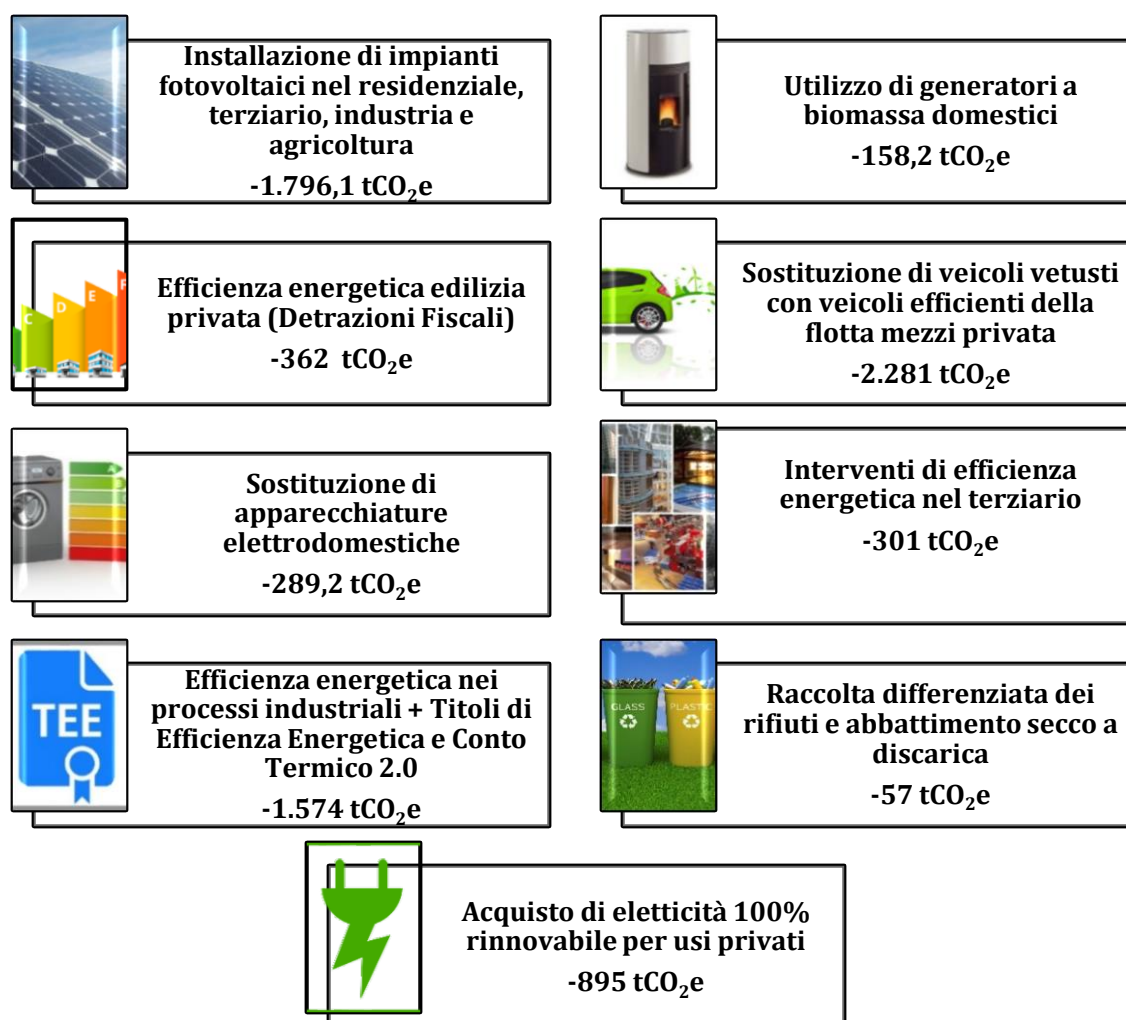 Installazione di impianti
fotovoltaici nel residenziale,
terziario, industria e
agricoltura
-1.796,1 tCO₂e
Utilizzo di generatori a
biomassa domestici
-158,2 tCO₂e
C
D
E
F
Efficienza energetica edilizia
privata (Detrazioni Fiscali)
-362 tCO₂e
Sostituzione di veicoli vetusti
con veicoli efficienti della
flotta mezzi privata
-2.281 tCO₂e
A
Sostituzione di
apparecchiature
elettrodomestiche
-289,2 tCO₂e
Interventi di efficienza
energetica nel terziario
-301 tCO₂e
TEE
Efficienza energetica nei
processi industriali + Titoli di
Efficienza Energetica e Conto
Termico 2.0
-1.574 tCO₂e
GLASS
PLASTIC
Raccolta differenziata dei
rifiuti e abbattimento secco a
discarica
-57 tCO₂e
Acquisto di eletticità 100%
rinnovabile per usi privati
-895 tCO₂e